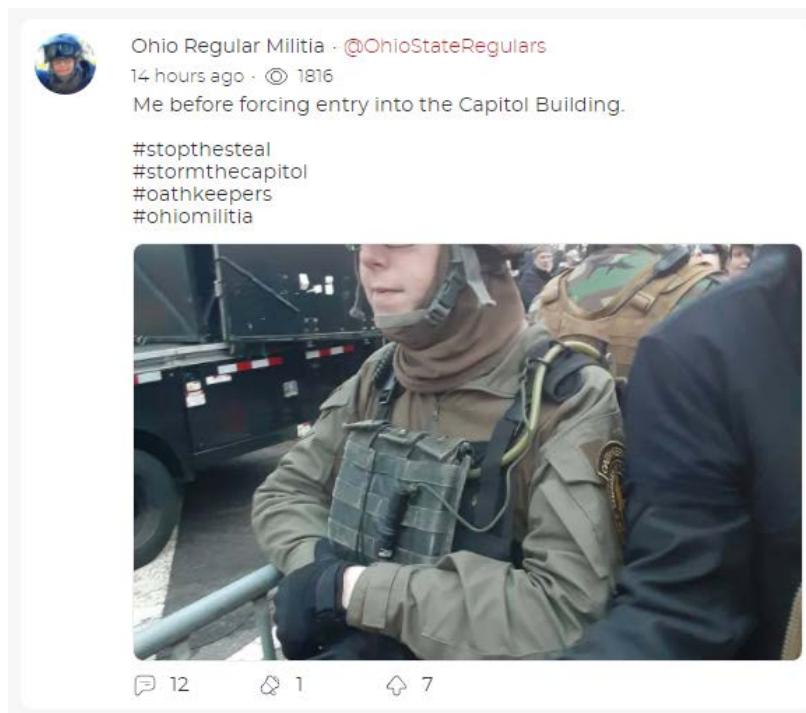 Ohio Regular Militia · @OhioStateRegulars
14 hours ago · 1816
Me before forcing entry into the Capitol Building.
#stopthesteal
#stormthecapitol
#oathkeepers
#ohiomilitia
12 1 7